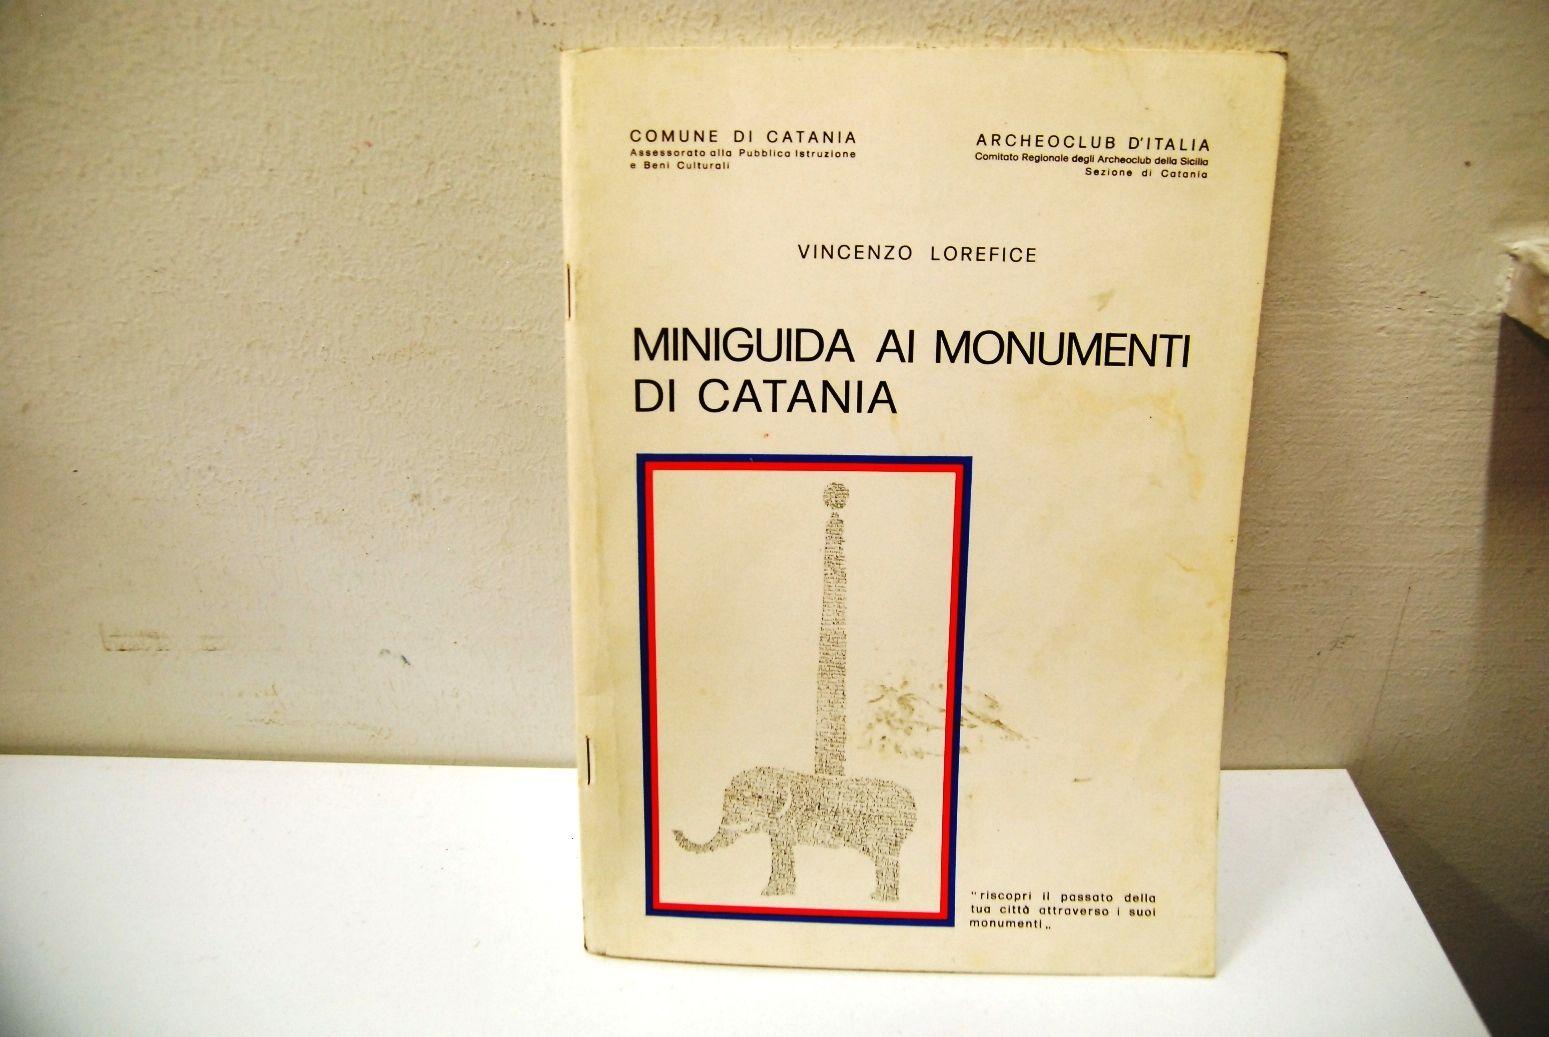 COMUNE DI CATANIA
Assessorato alla Pubblica Istruzione
e Beni Culturali
ARCHEOCLUB D'ITALIA
Comitato Regionale degli Archeoclub della Sicilia
Sezione di Catania
VINCENZO LOREFICE
MINIGUIDA AI MONUMENTI
DI CATANIA
"riscopri il passato della
tua città attraverso i suoi
monumenti„